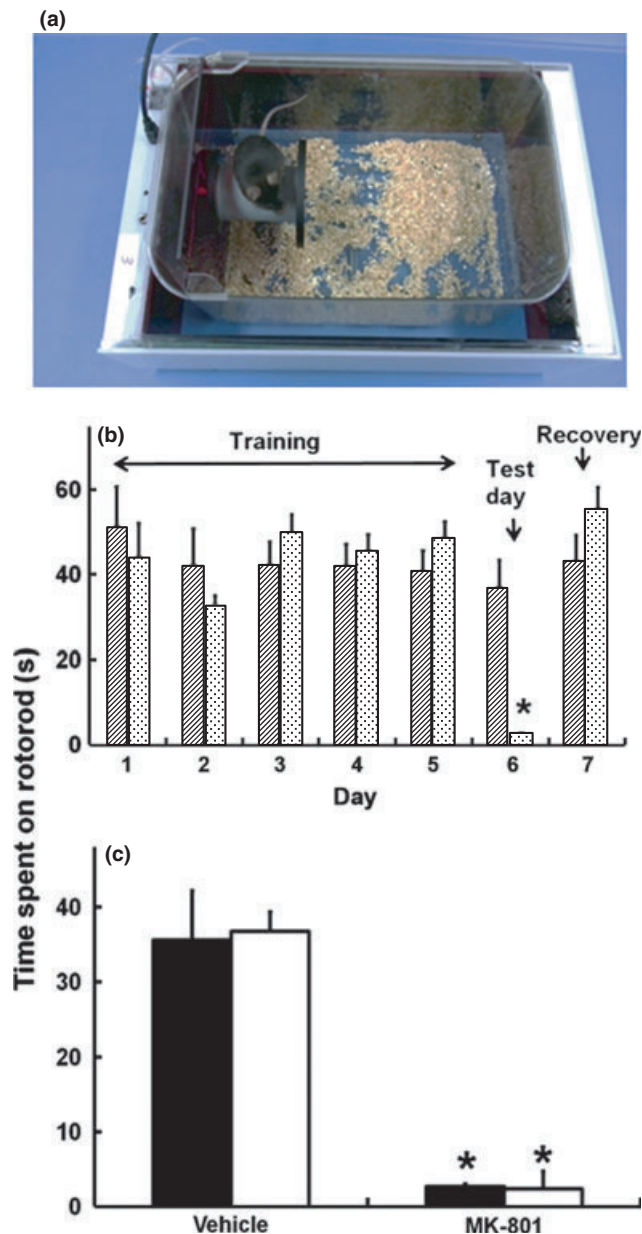 (a)
(b)
Training
Recovery
Test
day
60
40
20
0
1 2 3 4 5 6 7
Day
*
Time spent on rotorod (s)
(c)
40
30
20
10
0
* *
Vehicle MK-801